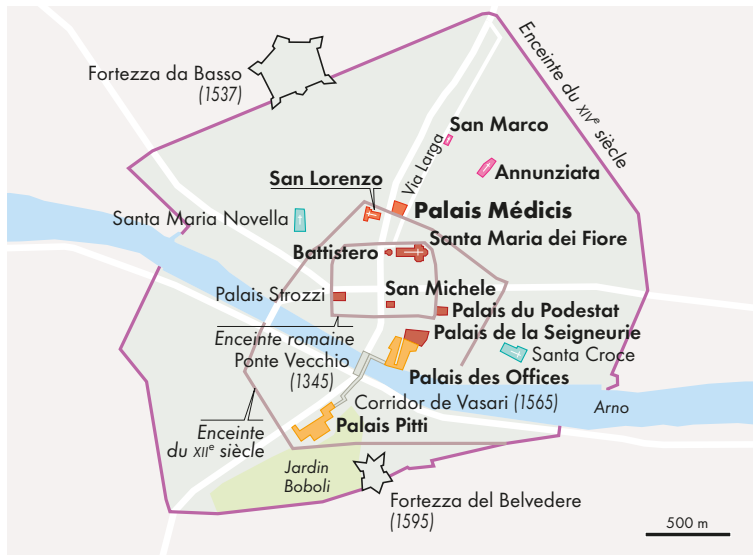 Fortezza da Basso
(1537)
Enceinte du XIVe siècle
San Marco
Via Larga
Annunziata
San Lorenzo
Palais Médicis
Santa Maria Novella
Santa Maria dei Fiore
Battistero
Palais Strozzi
San Michele
Palais du Podestat
Palais de la Seigneurie
Enceinte romaine
Santa Croce
Ponte Vecchio
(1345)
Palais des Offices
Corridor de Vasari (1565)
Arno
Palais Pitti
Enceinte
du XIIe siècle
Jardin
Boboli
Fortezza del Belvedere
(1595)
500 m